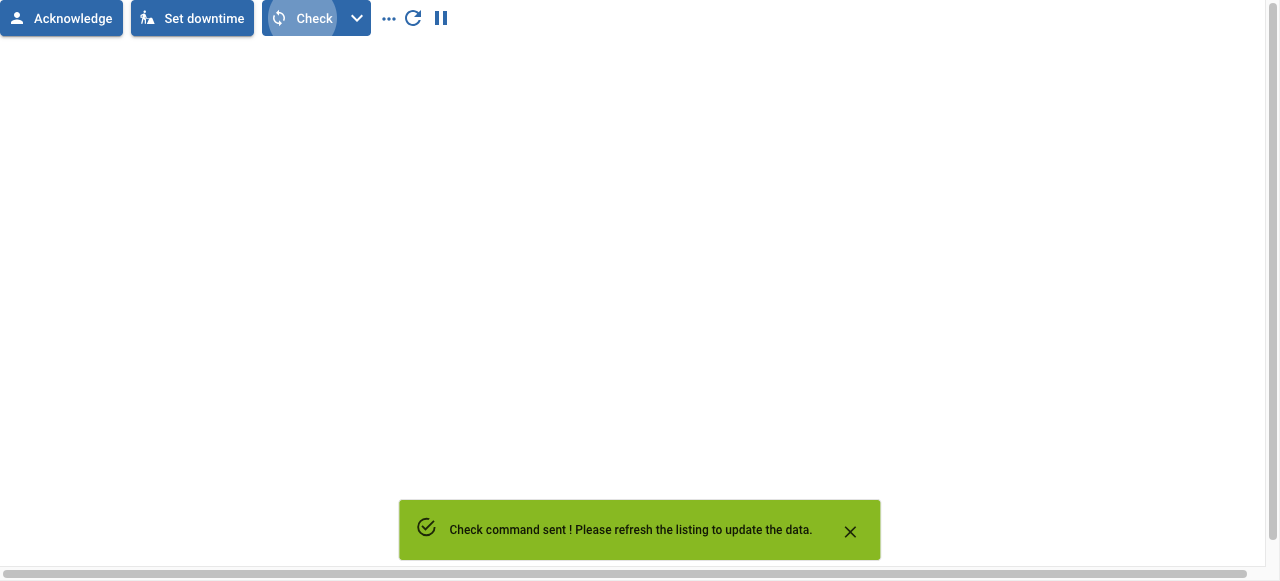 Acknowledge
Set downtime
Check
Check command sent ! Please refresh the listing to update the data.